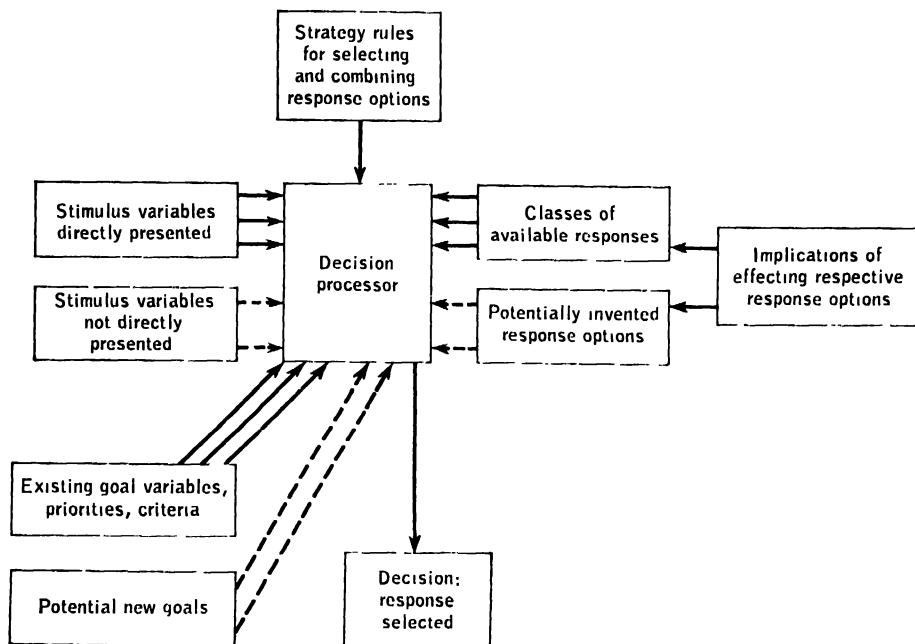 Strategy rules
for selecting
and combining
response options
Stimulus variables
directly presented
Decision
processor
Classes of
available responses
Implications of
effecting respective
response options
Stimulus variables
not directly
presented
Potentially invented
response options
Existing goal variables,
priorities, criteria
Potential new goals
Decision:
response
selected